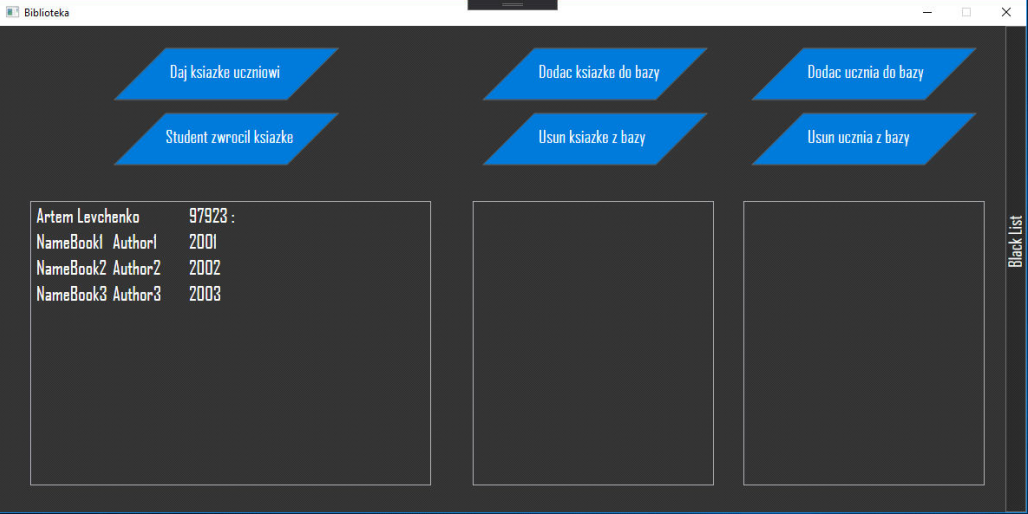 Biblioteka
Daj ksiazke uczniowi
Dodac ksiazke do bazy
Dodac ucznia do bazy
Student zwrocil ksiazke
Usun ksiazke z bazy
Usun ucznia z bazy
Artem Levchenko 97923 :
NameBook1 Author1 2001
NameBook2 Author2 2002
NameBook3 Author3 2003
Black List